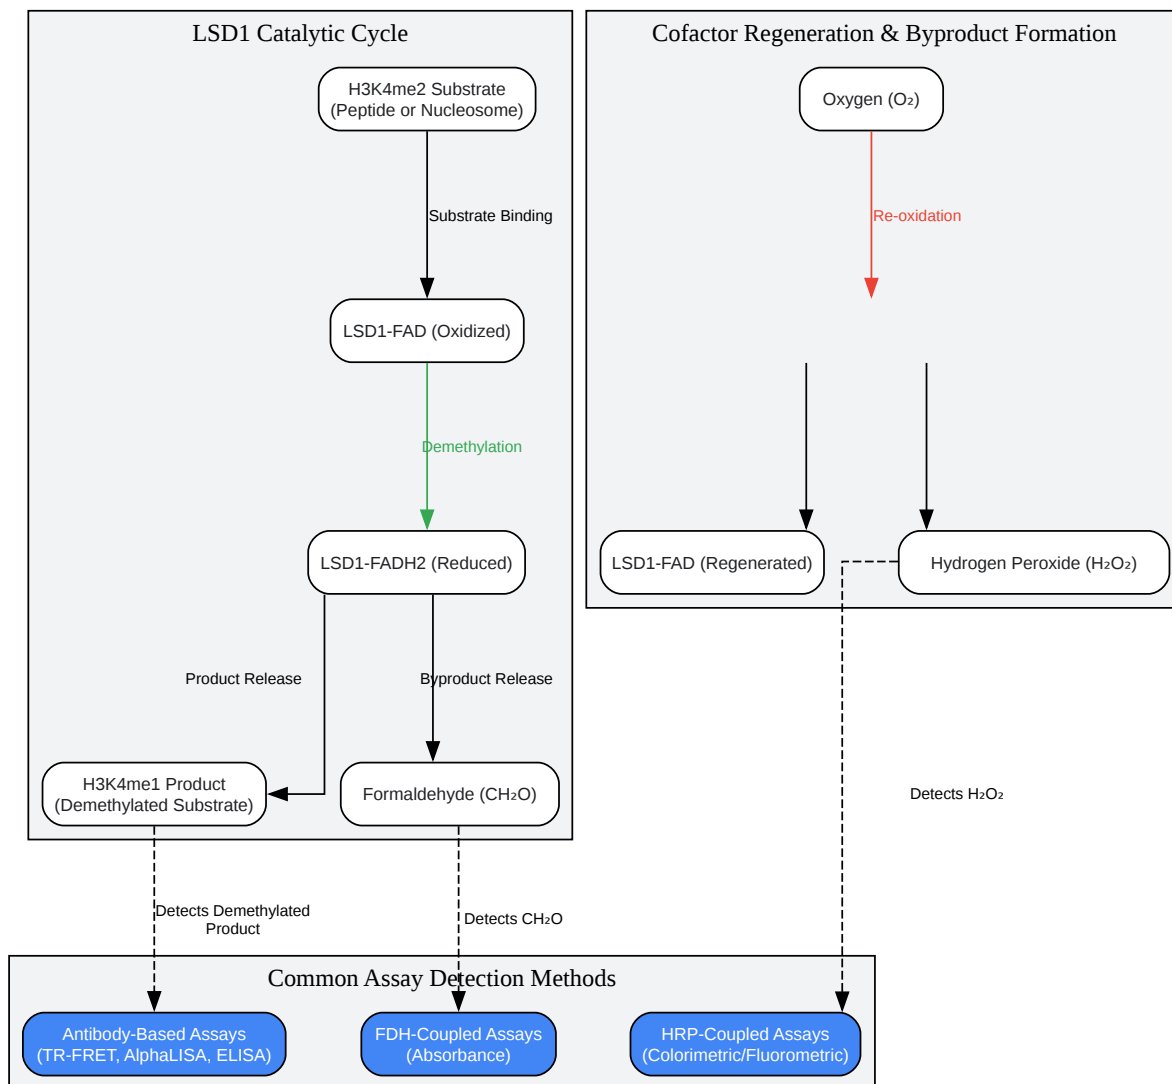 LSD1 Catalytic Cycle
H3K4me2 Substrate
(Peptide or Nucleosome)
Substrate Binding
LSD1-FAD (Oxidized)
Demethylation
LSD1-FADH2 (Reduced)
Product Release
Byproduct Release
H3K4me1 Product
(Demethylated Substrate)
Formaldehyde (CH₂O)
Cofactor Regeneration & Byproduct Formation
Oxygen (O₂)
Re-oxidation
LSD1-FAD (Regenerated)
Hydrogen Peroxide (H₂O₂)
Detects Demethylated
Product
Detects CH₂O
Detects H₂O₂
Common Assay Detection Methods
Antibody-Based Assays
(TR-FRET, AlphaLISA, ELISA)
FDH-Coupled Assays
(Absorbance)
HRP-Coupled Assays
(Colorimetric/Fluorometric)